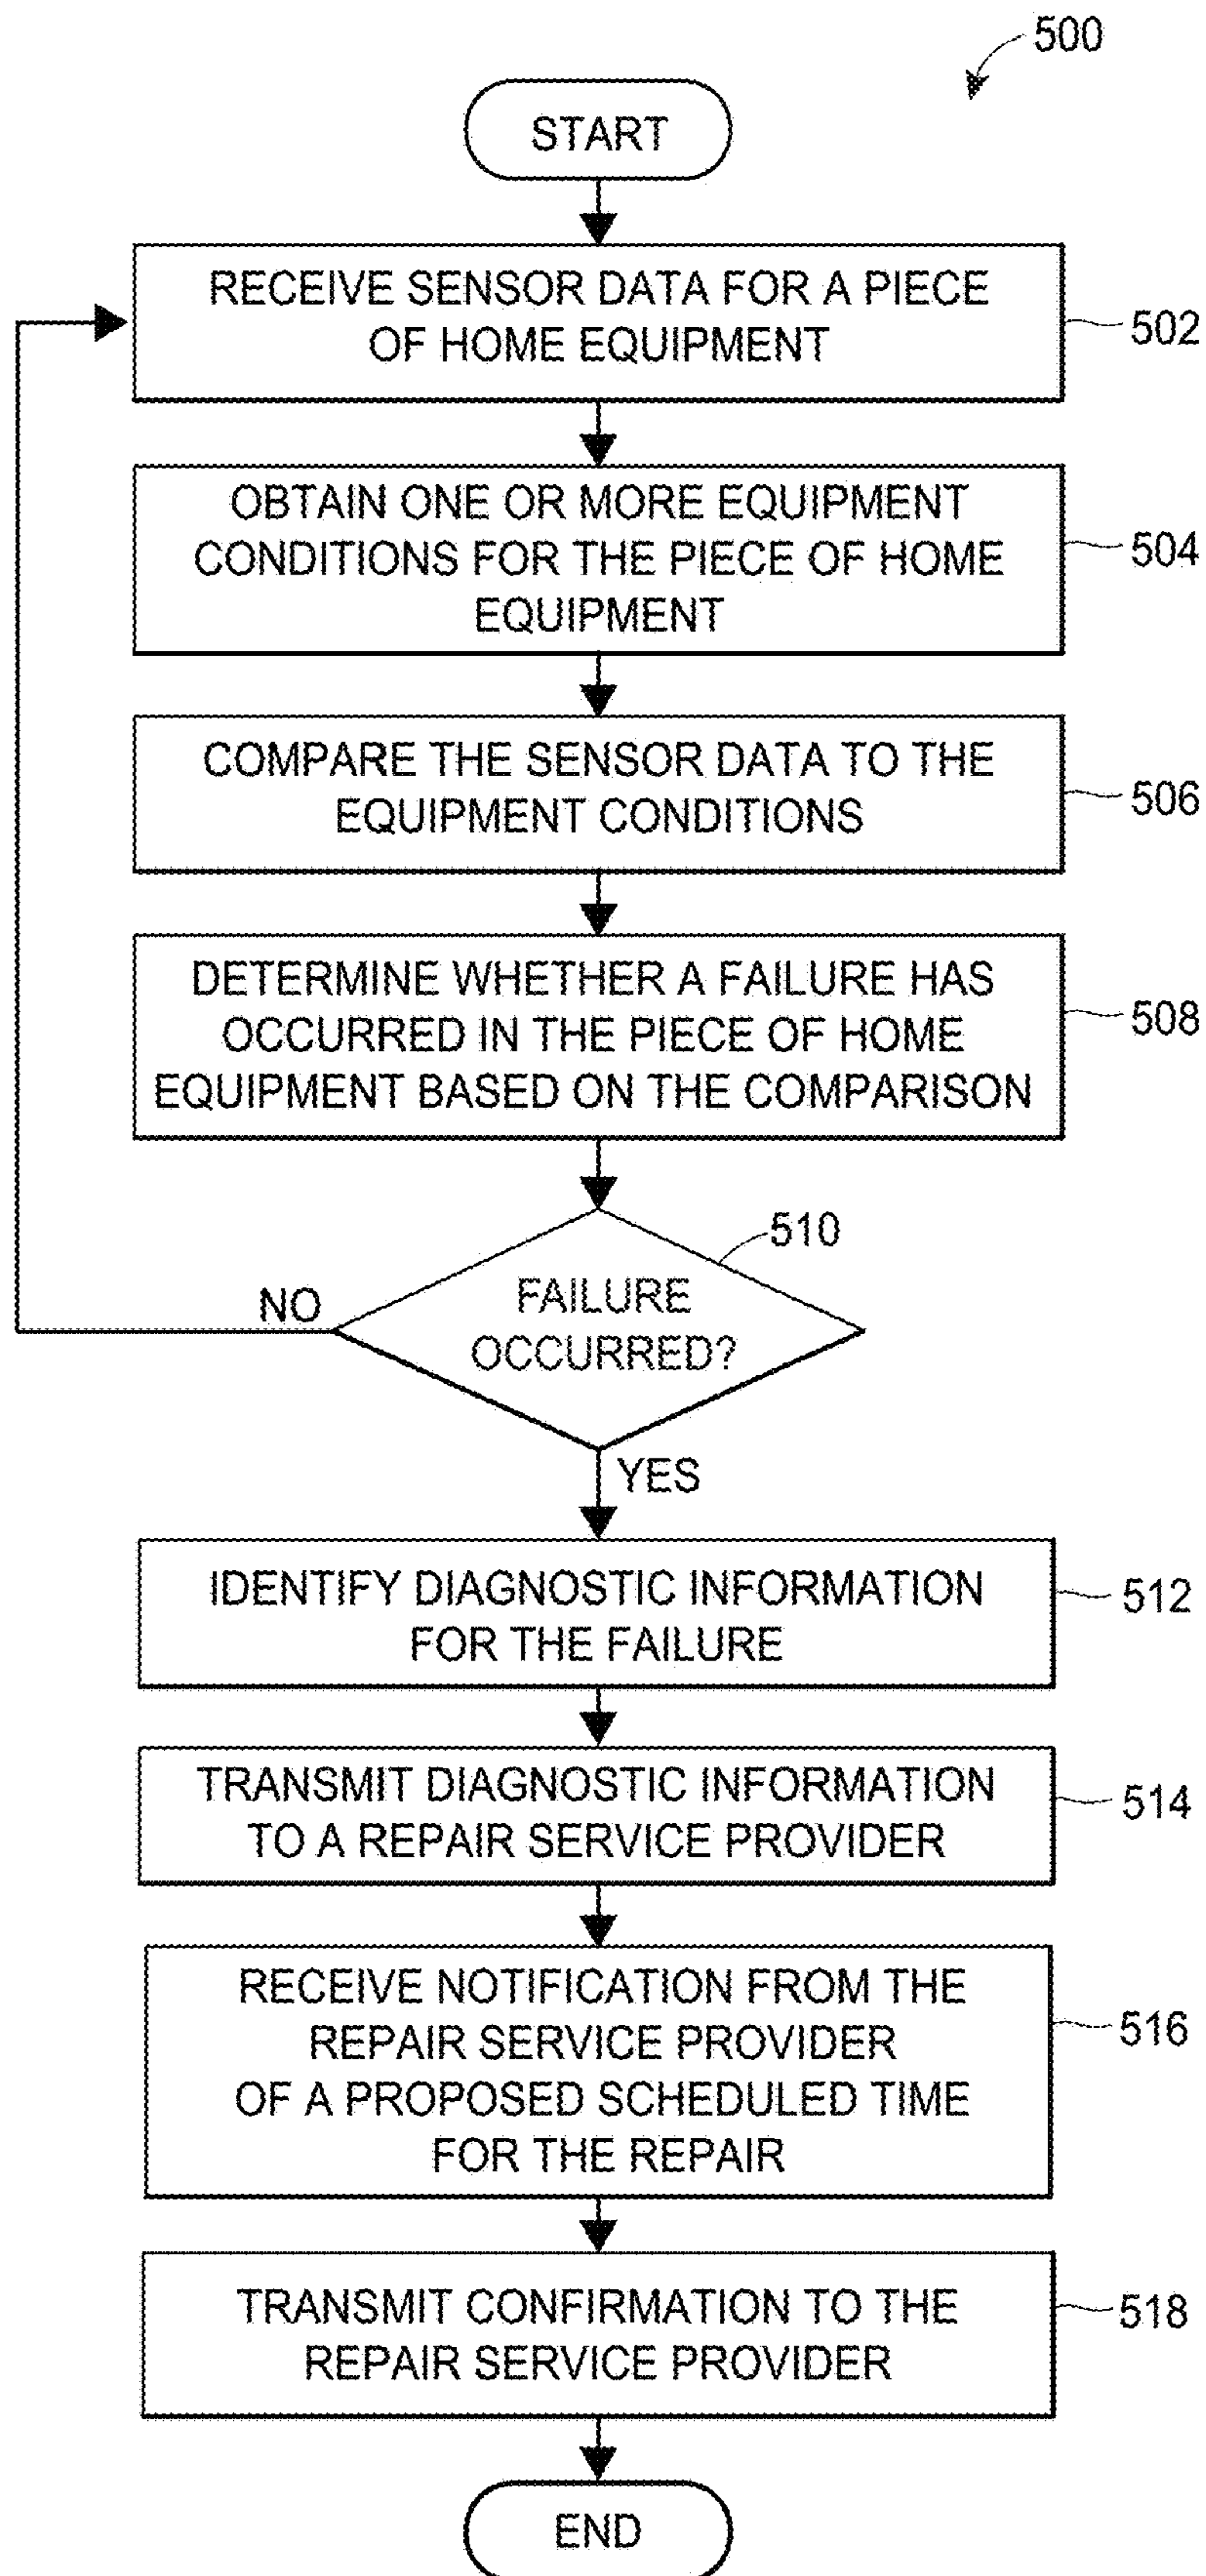 500
START
RECEIVE SENSOR DATA FOR A PIECE
OF HOME EQUIPMENT
502
OBTAIN ONE OR MORE EQUIPMENT
CONDITIONS FOR THE PIECE OF HOME
EQUIPMENT
504
COMPARE THE SENSOR DATA TO THE
EQUIPMENT CONDITIONS
506
DETERMINE WHETHER A FAILURE HAS
OCCURRED IN THE PIECE OF HOME
EQUIPMENT BASED ON THE COMPARISON
508
510
FAILURE
OCCURRED?
NO
YES
IDENTIFY DIAGNOSTIC INFORMATION
FOR THE FAILURE
512
TRANSMIT DIAGNOSTIC INFORMATION
TO A REPAIR SERVICE PROVIDER
514
RECEIVE NOTIFICATION FROM THE
REPAIR SERVICE PROVIDER
OF A PROPOSED SCHEDULED TIME
FOR THE REPAIR
516
TRANSMIT CONFIRMATION TO THE
REPAIR SERVICE PROVIDER
518
END